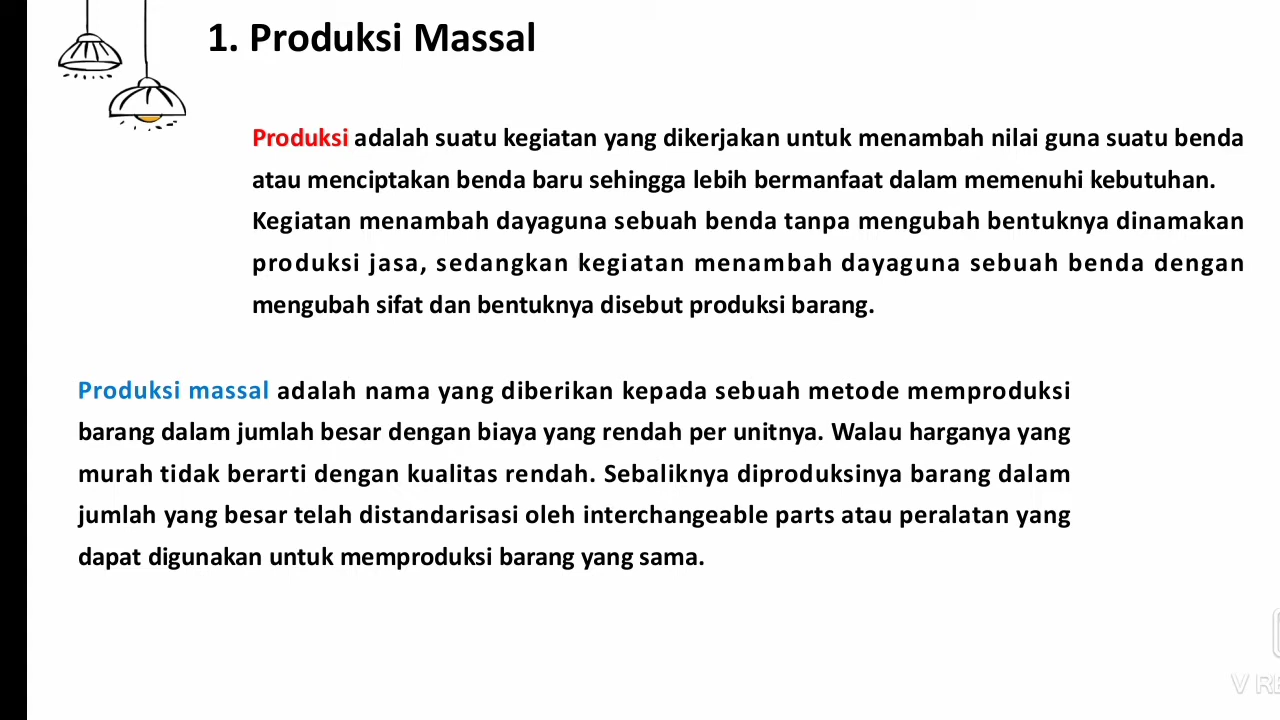 1. Produksi Massal
Produksi adalah suatu kegiatan yang dikerjakan untuk menambah nilai guna suatu benda
atau menciptakan benda baru sehingga lebih bermanfaat dalam memenuhi kebutuhan.
Kegiatan menambah dayaguna sebuah benda tanpa mengubah bentuknya dinamakan
produksi jasa, sedangkan kegiatan menambah dayaguna sebuah benda dengan
mengubah sifat dan bentuknya disebut produksi barang.
Produksi massal adalah nama yang diberikan kepada sebuah metode memproduksi
barang dalam jumlah besar dengan biaya yang rendah per unitnya. Walau harganya yang
murah tidak berarti dengan kualitas rendah. Sebaliknya diproduksinya barang dalam
jumlah yang besar telah distandarisasi oleh interchangeable parts atau peralatan yang
dapat digunakan untuk memproduksi barang yang sama.